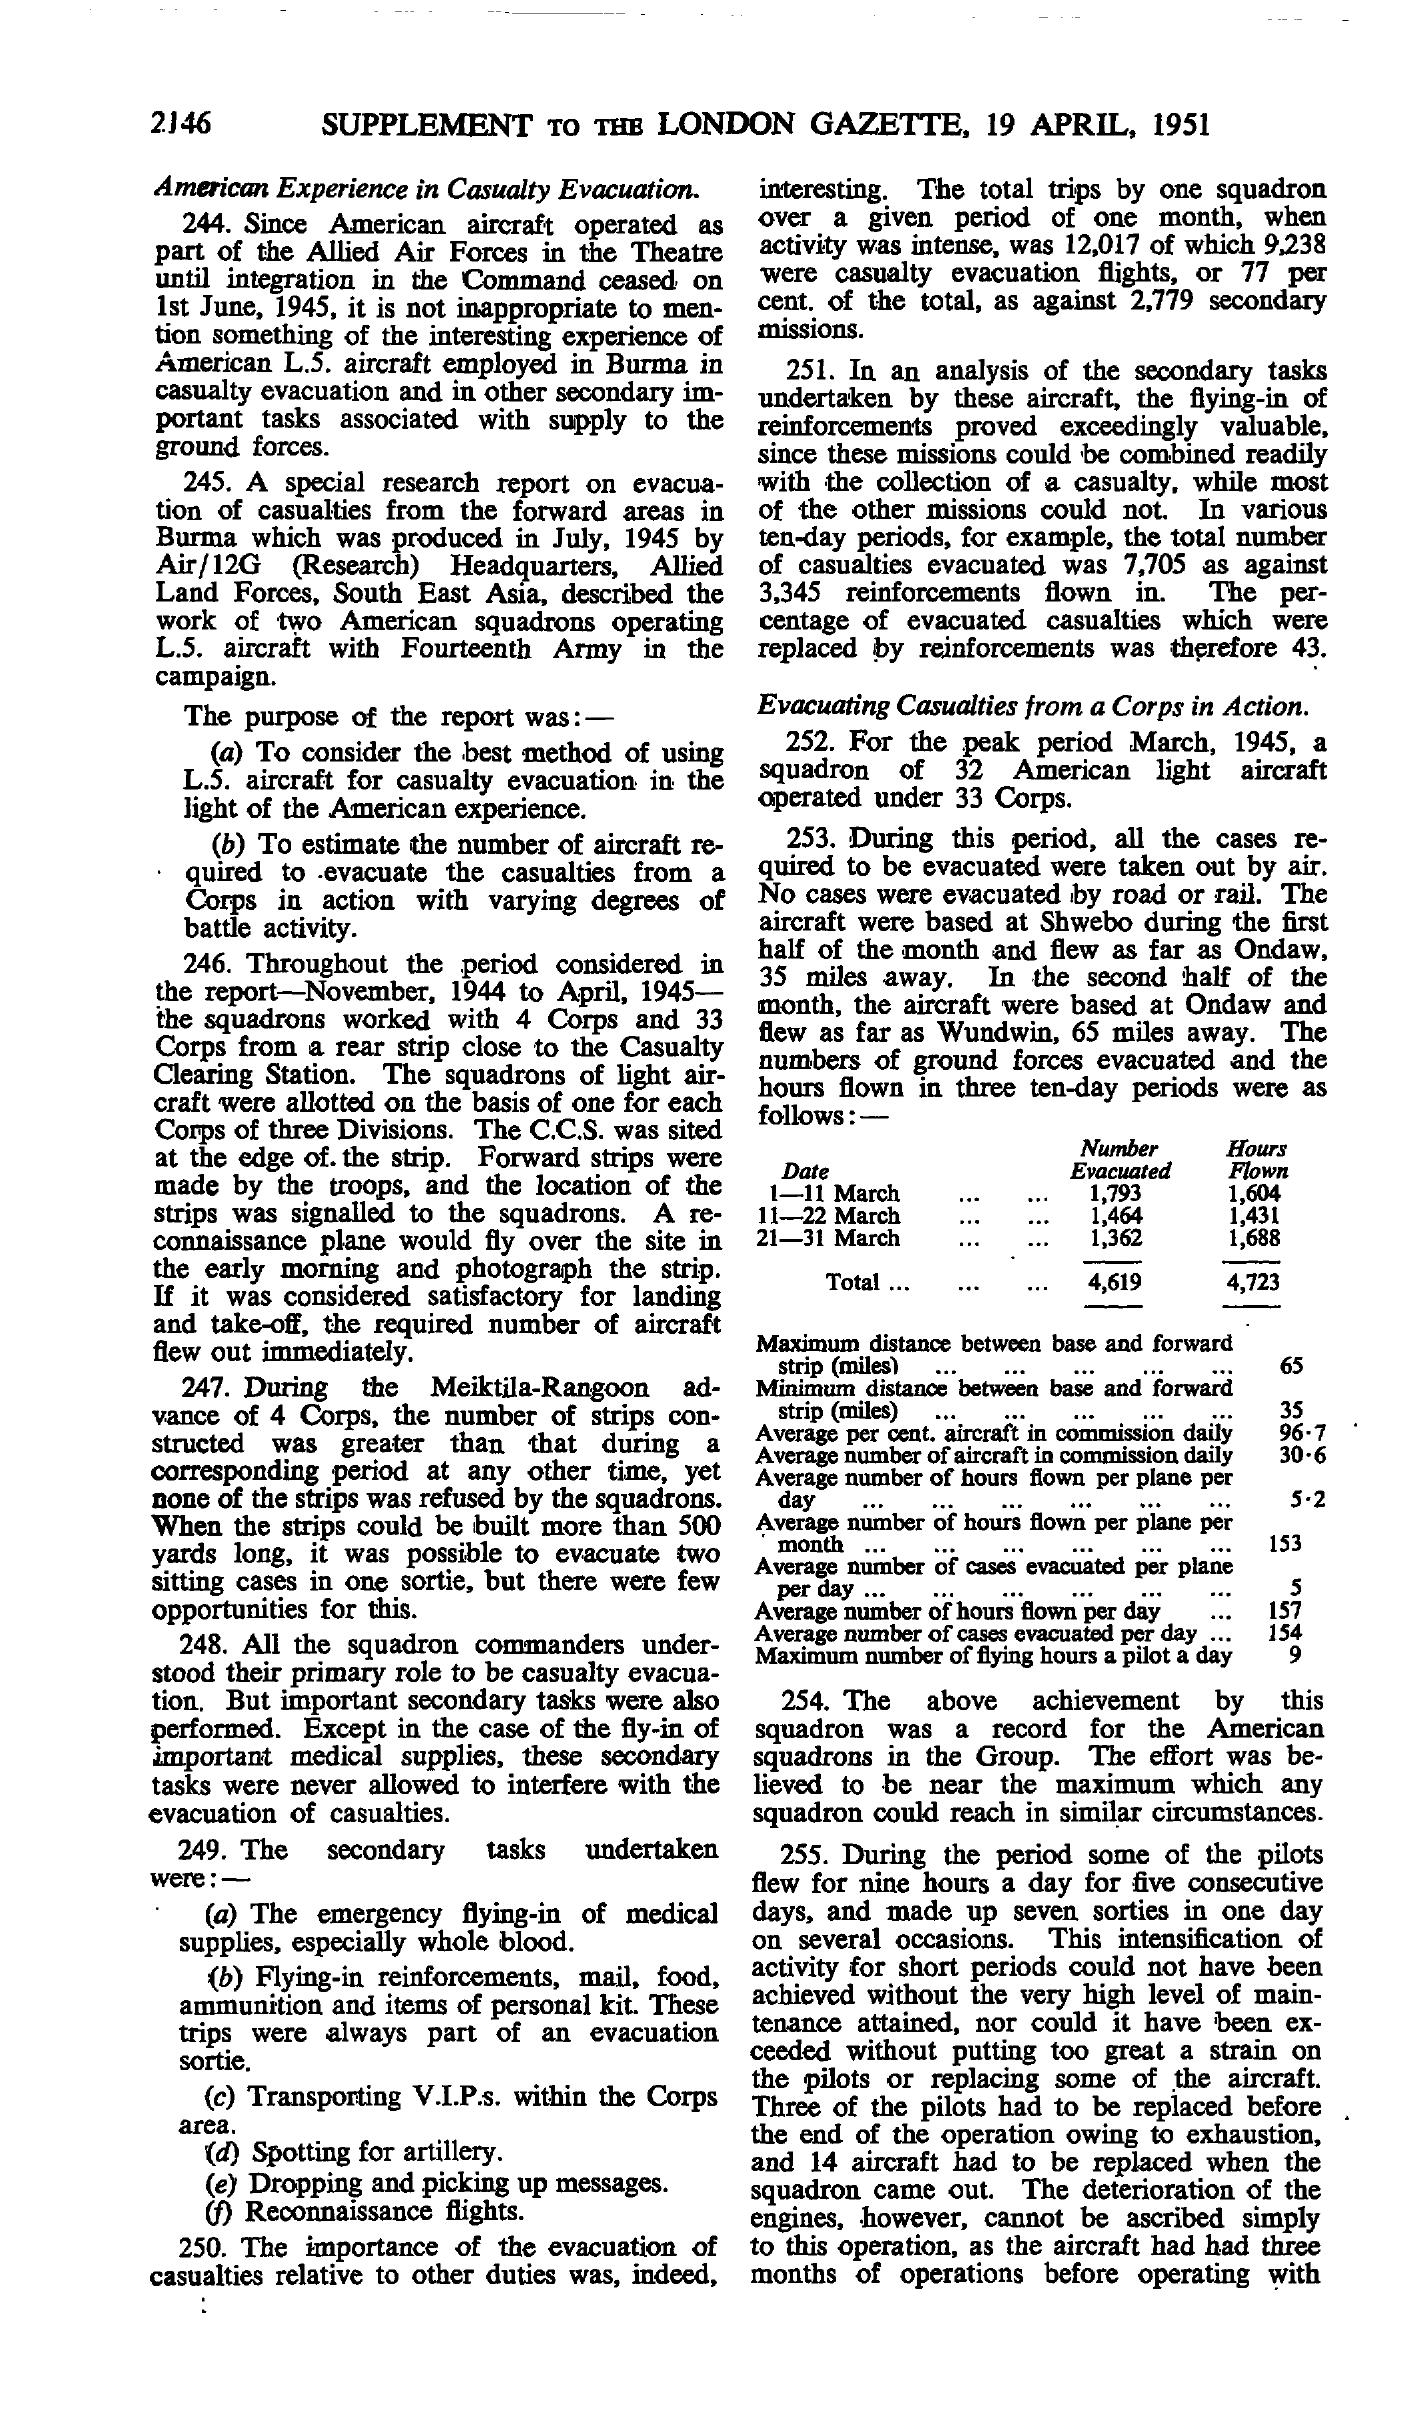 2146 SUPPLEMENT TO THE LONDON GAZETTE, 19 APRIL, 1951
American Experience in Casualty Evacuation.
244. Since American aircraft operated as
part of the Allied Air Forces in the Theatre
until integration in the Command ceased on
1st June, 1945, it is not inappropriate to men-
tion something of the interesting experience of
American L.5. aircraft employed in Burma in
casualty evacuation and in other secondary im-
portant tasks associated with supply to the
ground forces.
245. A special research report on evacua-
tion of casualties from the forward areas in
Burma which was produced in July, 1945 by
Air/12G (Research) Headquarters, Allied
Land Forces, South East Asia, described the
work of two American squadrons operating
L.5. aircraft with Fourteenth Army in the
campaign.
The purpose of the report was:—
(a) To consider the best method of using
L.5. aircraft for casualty evacuation in the
light of the American experience.
(b) To estimate the number of aircraft re-
quired to evacuate the casualties from a
Corps in action with varying degrees of
battle activity.
246. Throughout the period considered in
the report—November, 1944 to April, 1945—
the squadrons worked with 4 Corps and 33
Corps from a rear strip close to the Casualty
Clearing Station. The squadrons of light air-
craft were allotted on the basis of one for each
Corps of three Divisions. The C.C.S. was sited
at the edge of the strip. Forward strips were
made by the troops, and the location of the
strips was signalled to the squadrons. A re-
connaissance plane would fly over the site in
the early morning and photograph the strip.
If it was considered satisfactory for landing
and take-off, the required number of aircraft
flew out immediately.
247. During the Meiktila-Rangoon ad-
vance of 4 Corps, the number of strips con-
structed was greater than that during a
corresponding period at any other time, yet
none of the strips was refused by the squadrons.
When the strips could be built more than 500
yards long, it was possible to evacuate two
sitting cases in one sortie, but there were few
opportunities for this.
248. All the squadron commanders under-
stood their primary role to be casualty evacua-
tion. But important secondary tasks were also
performed. Except in the case of the fly-in of
important medical supplies, these secondary
tasks were never allowed to interfere with the
evacuation of casualties.
249. The secondary tasks undertaken
were:—
(a) The emergency flying-in of medical
supplies, especially whole blood.
(b) Flying-in reinforcements, mail, food,
ammunition and items of personal kit. These
trips were always part of an evacuation
sortie.
(c) Transporting V.I.P.s. within the Corps
area.
(d) Spotting for artillery.
(e) Dropping and picking up messages.
(f) Reconnaissance flights.
250. The importance of the evacuation of
casualties relative to other duties was, indeed,
interesting. The total trips by one squadron
over a given period of one month, when
activity was intense, was 12,017 of which 9,238
were casualty evacuation flights, or 77 per
cent. of the total, as against 2,779 secondary
missions.
251. In an analysis of the secondary tasks
undertaken by these aircraft, the flying-in of
reinforcements proved exceedingly valuable,
since these missions could be combined readily
with the collection of a casualty, while most
of the other missions could not. In various
ten-day periods, for example, the total number
of casualties evacuated was 7,705 as against
3,345 reinforcements flown in. The per-
centage of evacuated casualties which were
replaced by reinforcements was therefore 43.
Evacuating Casualties from a Corps in Action.
252. For the peak period March, 1945, a
squadron of 32 American light aircraft
operated under 33 Corps.
253. During this period, all the cases re-
quired to be evacuated were taken out by air.
No cases were evacuated by road or rail. The
aircraft were based at Shwebo during the first
half of the month and flew as far as Ondaw,
35 miles away. In the second half of the
month, the aircraft were based at Ondaw and
flew as far as Wundwin, 65 miles away. The
numbers of ground forces evacuated and the
hours flown in three ten-day periods were as
follows:—
Number Hours
Date Evacuated Flown
1—11 March ... ... 1,793 1,604
11—22 March ... ... 1,464 1,431
21—31 March ... ... 1,362 1,688
Total ... ... ... 4,619 4,723
Maximum distance between base and forward
strip (miles) ... ... ... ... ... 65
Minimum distance between base and forward
strip (miles) ... ... ... ... ... 35
Average per cent. aircraft in commission daily 96·7
Average number of aircraft in commission daily 30·6
Average number of hours flown per plane per
day ... ... ... ... ... ... 5·2
Average number of hours flown per plane per
month ... ... ... ... ... ... 153
Average number of cases evacuated per plane
per day ... ... ... ... ... ... 5
Average number of hours flown per day ... 157
Average number of cases evacuated per day ... 154
Maximum number of flying hours a pilot a day 9
254. The above achievement by this
squadron was a record for the American
squadrons in the Group. The effort was be-
lieved to be near the maximum which any
squadron could reach in similar circumstances.
255. During the period some of the pilots
flew for nine hours a day for five consecutive
days, and made up seven sorties in one day
on several occasions. This intensification of
activity for short periods could not have been
achieved without the very high level of main-
tenance attained, nor could it have been ex-
ceeded without putting too great a strain on
the pilots or replacing some of the aircraft.
Three of the pilots had to be replaced before
the end of the operation owing to exhaustion,
and 14 aircraft had to be replaced when the
squadron came out. The deterioration of the
engines, however, cannot be ascribed simply
to this operation, as the aircraft had had three
months of operations before operating with